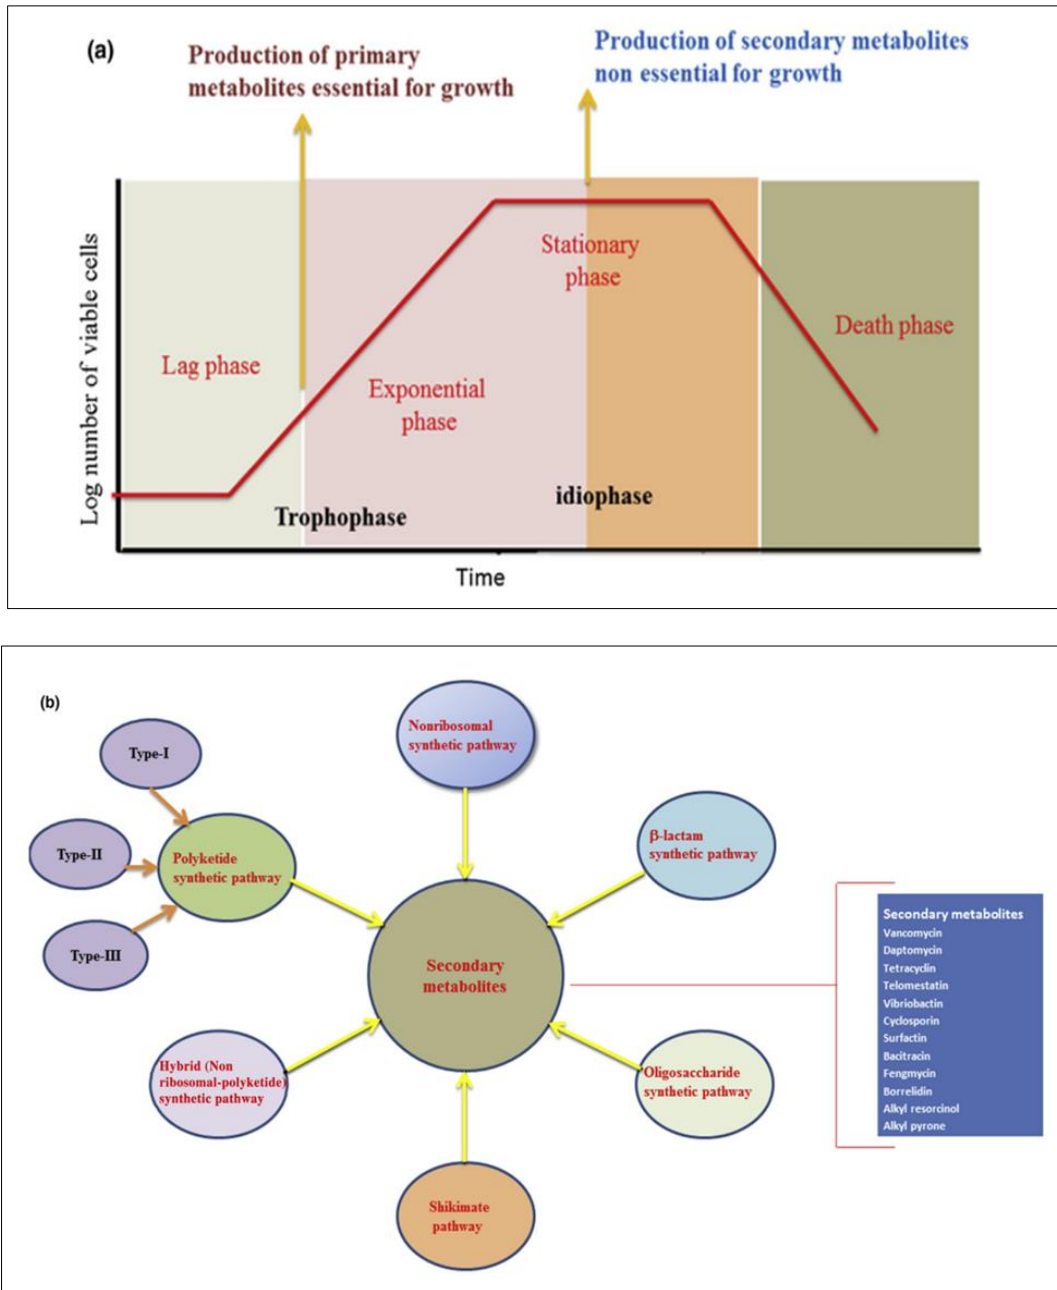 (a)
Production of primary
metabolites essential for growth
Production of secondary metabolites
non essential for growth
Log number of viable cells
Lag phase
Exponential
phase
Stationary
phase
Death phase
Trophophase
idiophase
Time
(b)
Type-I
Type-II
Type-III
Polyketide
synthetic pathway
Nonribosomal
synthetic pathway
β-lactam
synthetic pathway
Secondary
metabolites
Hybrid (Non
ribosomal-polyketide)
synthetic pathway
Oligosaccharide
synthetic pathway
Shikimate
pathway
Secondary metabolites
Vancomycin
Daptomycin
Tetracyclin
Telomestatin
Vibriobactin
Cyclosporin
Surfactin
Bacitracin
Fengmycin
Borrelidin
Alkyl resorcinol
Alkyl pyrone